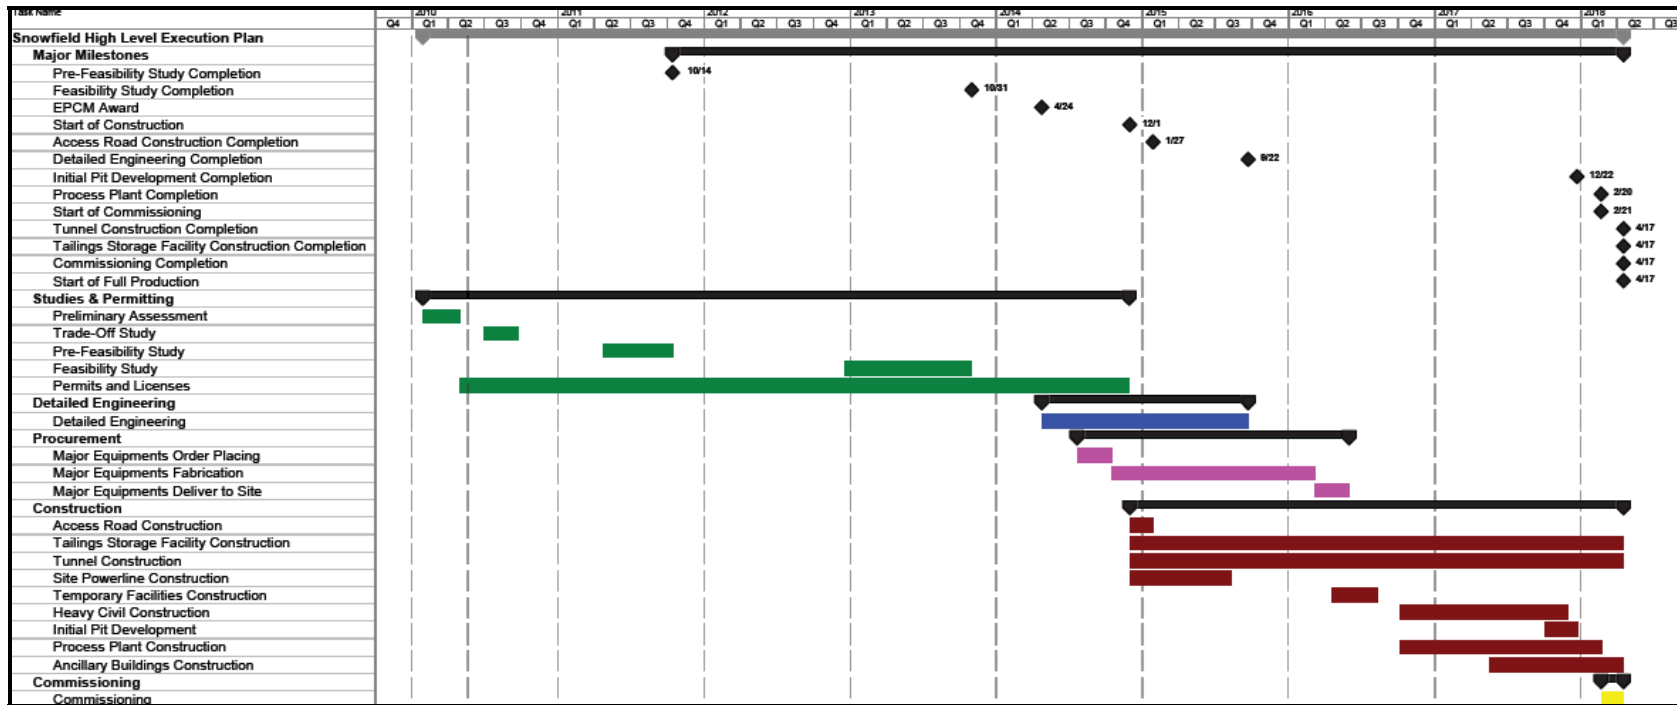 Task Name 2010 2011 2012 2013 2014 2015 2016 2017 2018
Q4 Q1 Q2 Q3 Q4 Q1 Q2 Q3 Q4 Q1 Q2 Q3 Q4 Q1 Q2 Q3 Q4 Q1 Q2 Q3 Q4 Q1 Q2 Q3 Q4 Q1 Q2 Q3 Q4 Q1 Q2 Q3 Q4 Q1 Q2 Q3
Snowfield High Level Execution Plan
Major Milestones
Pre-Feasibility Study Completion 10/14
Feasibility Study Completion 10/31
EPCM Award 4/24
Start of Construction 12/1
Access Road Construction Completion 1/27
Detailed Engineering Completion 9/22
Initial Pit Development Completion 12/22
Process Plant Completion 2/20
Start of Commissioning 2/21
Tunnel Construction Completion 4/17
Tailings Storage Facility Construction Completion 4/17
Commissioning Completion 4/17
Start of Full Production 4/17
Studies & Permitting
Preliminary Assessment
Trade-Off Study
Pre-Feasibility Study
Feasibility Study
Permits and Licenses
Detailed Engineering
Detailed Engineering
Procurement
Major Equipments Order Placing
Major Equipments Fabrication
Major Equipments Deliver to Site
Construction
Access Road Construction
Tailings Storage Facility Construction
Tunnel Construction
Site Powerline Construction
Temporary Facilities Construction
Heavy Civil Construction
Initial Pit Development
Process Plant Construction
Ancillary Buildings Construction
Commissioning
Commissioning